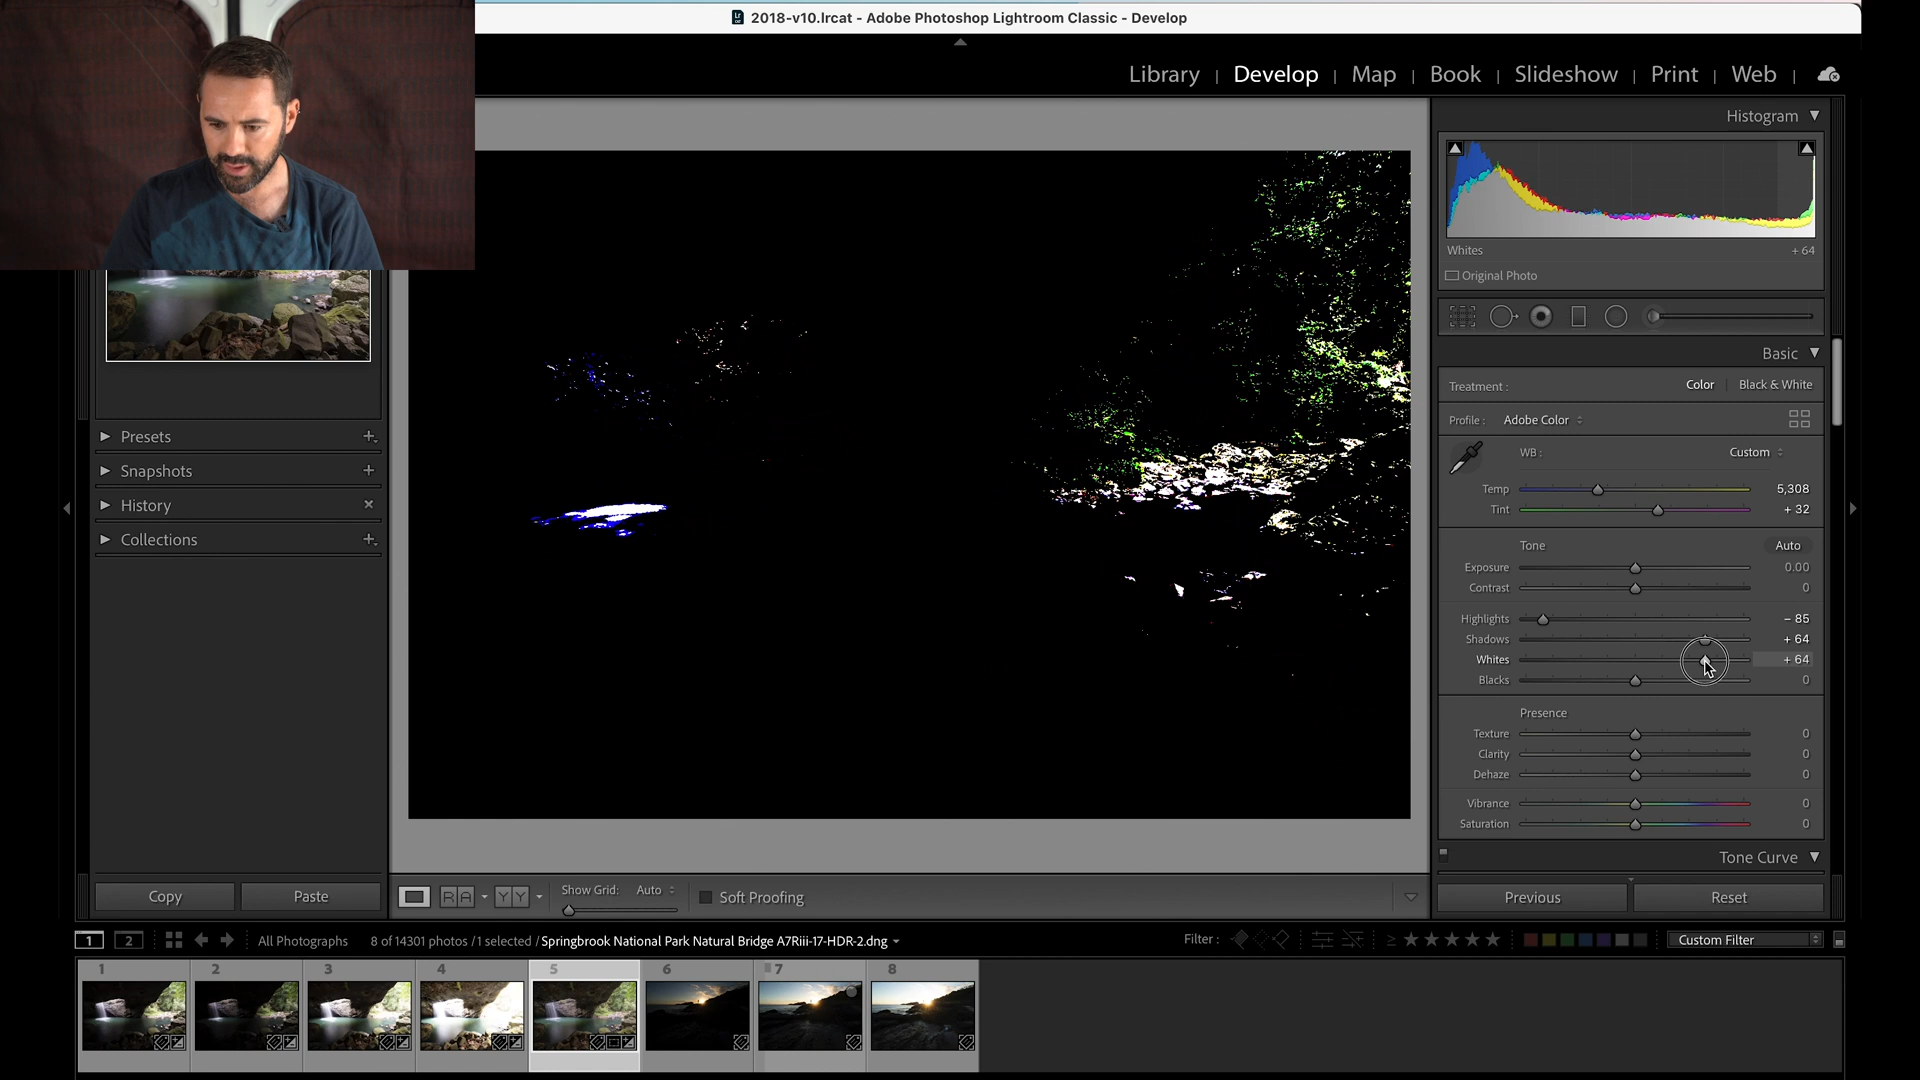 Lr
2018-v10.lrcat - Adobe Photoshop Lightroom Classic - Develop
Library | Develop | Map | Book | Slideshow | Print | Web |
Histogram
Whites + 64
Original Photo
Basic
Treatment : Color Black & White
Profile : Adobe Color
WB : Custom
Temp 5,308
Tint + 32
Tone Auto
Exposure 0.00
Contrast 0
Highlights – 85
Shadows + 64
Whites + 64
Blacks 0
Presence
Texture 0
Clarity 0
Dehaze 0
Vibrance 0
Saturation 0
Tone Curve
Previous Reset
Presets
Snapshots
History
Collections
Copy Paste
R A Y Y Show Grid: Auto Soft Proofing
1 2 All Photographs 8 of 14301 photos / 1 selected / Springbrook National Park Natural Bridge A7Riii-17-HDR-2.dng Filter : ≥ ★ ★ ★ ★ ★ Custom Filter
1 2 3 4 5 6 7 8